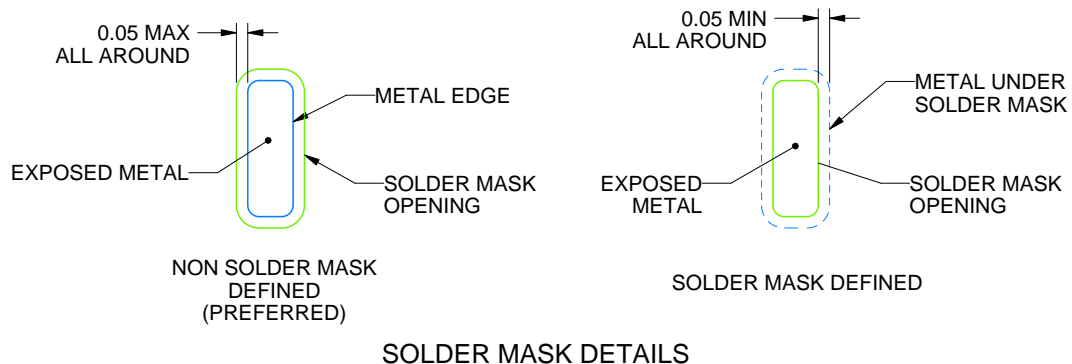 0.05 MAX
ALL AROUND
METAL EDGE
EXPOSED METAL
SOLDER MASK
OPENING
NON SOLDER MASK
DEFINED
(PREFERRED)
0.05 MIN
ALL AROUND
METAL UNDER
SOLDER MASK
EXPOSED
METAL
SOLDER MASK
OPENING
SOLDER MASK DEFINED
SOLDER MASK DETAILS